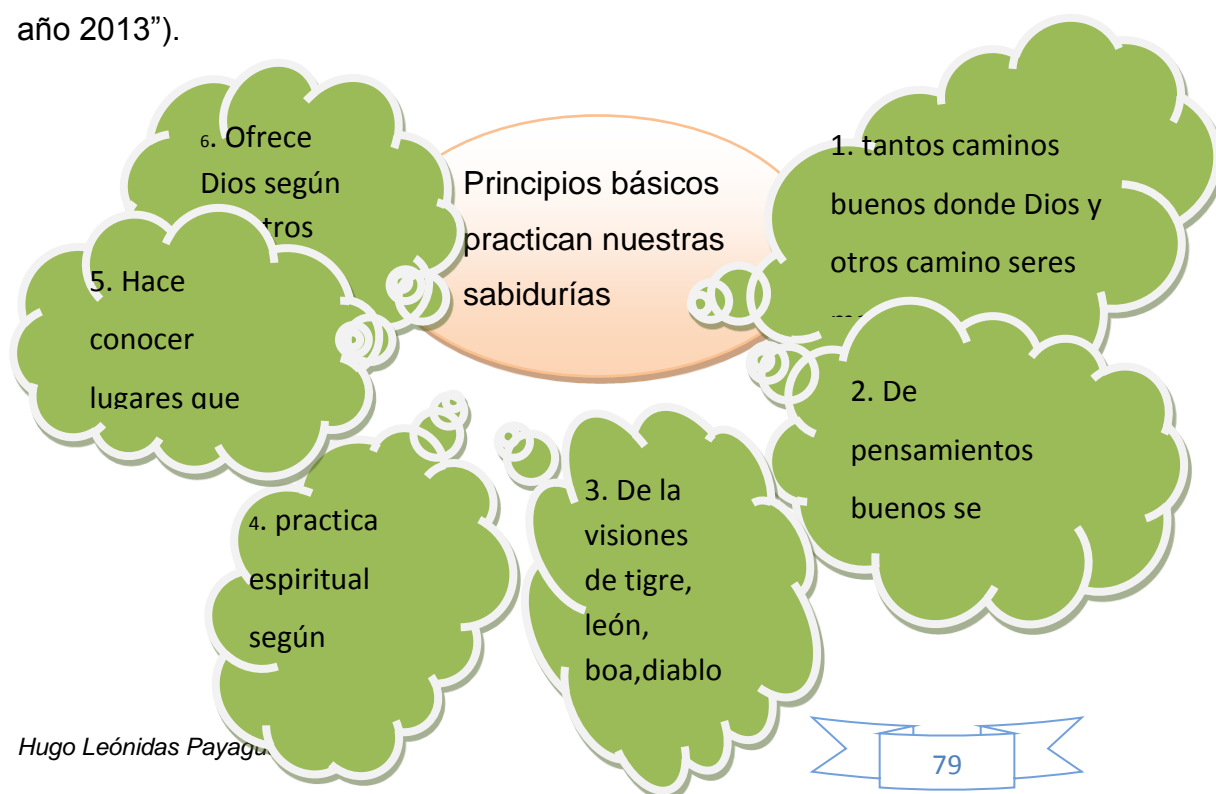 año 2013”).
Principios básicos
practican nuestras
sabidurías
1. tantos caminos
buenos donde Dios y
otros camino seres
2. De
pensamientos
buenos se
3. De la
visiones
de tigre,
león,
boa,diablo
4. practica
espiritual
según
5. Hace
conocer
lugares que
6. Ofrece
Dios según
Hugo Leónidas
79